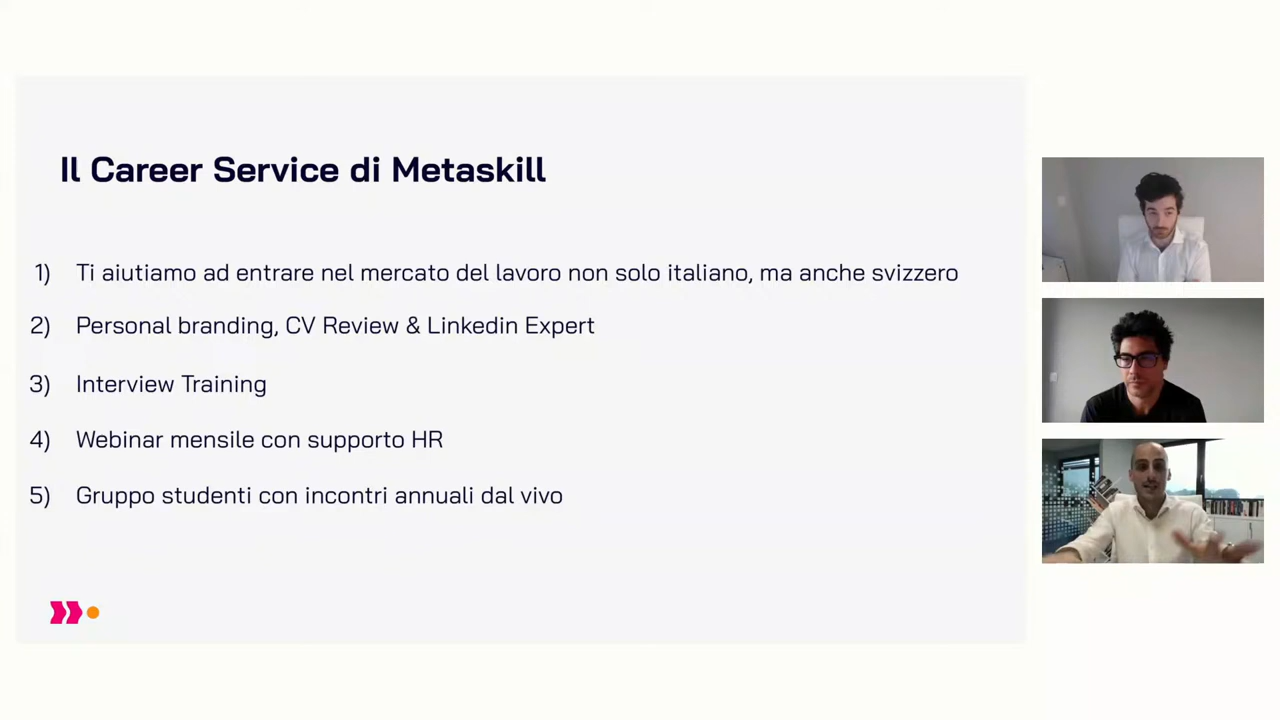 Il Career Service di Metaskill
1) Ti aiutiamo ad entrare nel mercato del lavoro non solo italiano, ma anche svizzero
2) Personal branding, CV Review & Linkedin Expert
3) Interview Training
4) Webinar mensile con supporto HR
5) Gruppo studenti con incontri annuali dal vivo